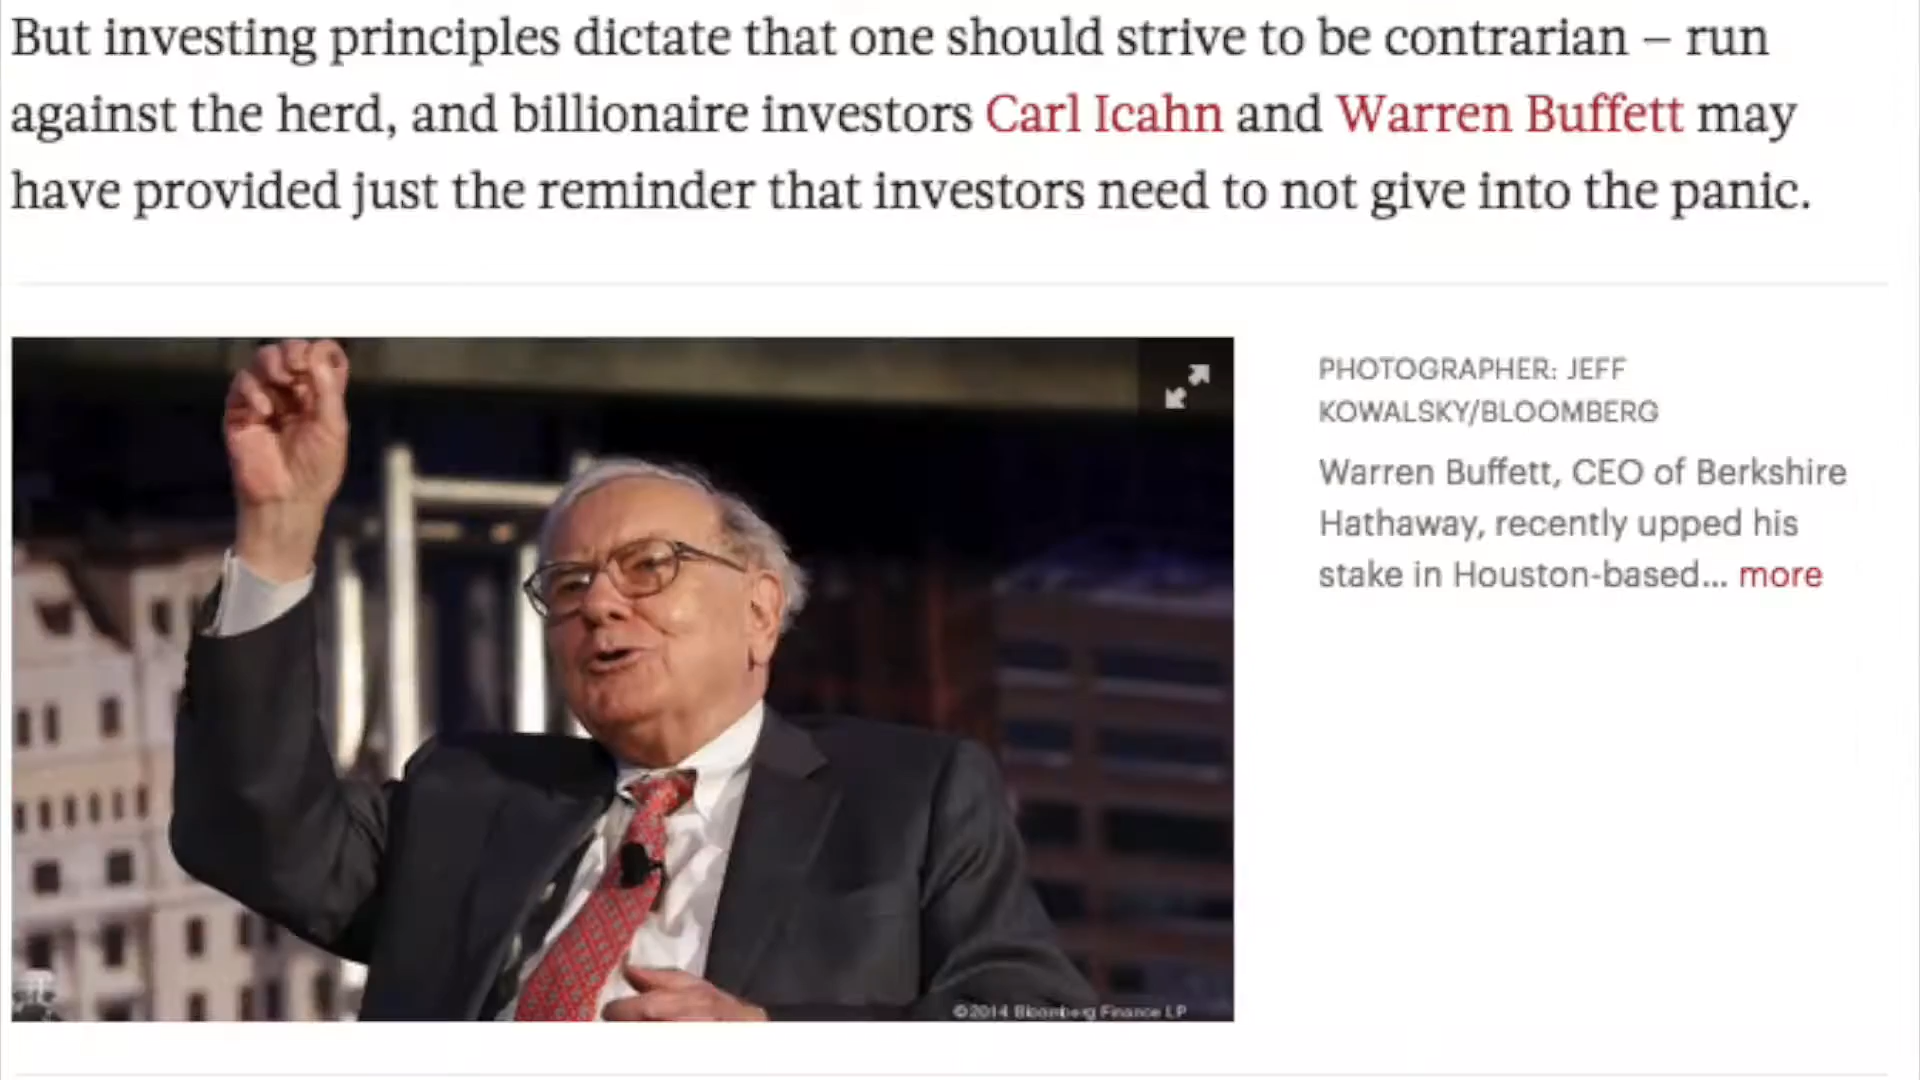 But investing principles dictate that one should strive to be contrarian – run
against the herd, and billionaire investors Carl Icahn and Warren Buffett may
have provided just the reminder that investors need to not give into the panic.
PHOTOGRAPHER: JEFF
KOWALSKY/BLOOMBERG
Warren Buffett, CEO of Berkshire
Hathaway, recently upped his
stake in Houston-based... more
©2014 Bloomberg Finance LP